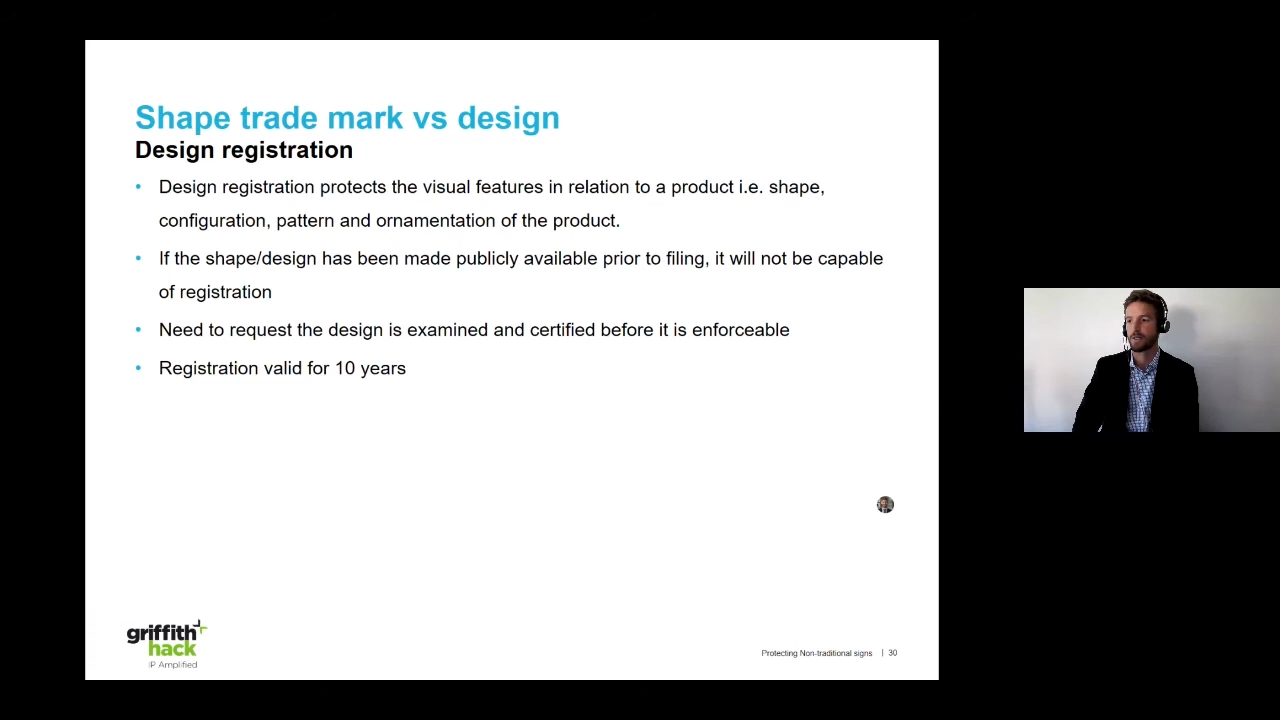 Shape trade mark vs design
Design registration
• Design registration protects the visual features in relation to a product i.e. shape,
configuration, pattern and ornamentation of the product.
• If the shape/design has been made publicly available prior to filing, it will not be capable
of registration
• Need to request the design is examined and certified before it is enforceable
• Registration valid for 10 years
griffith
hack
IP Amplified
Protecting Non-traditional signs | 30